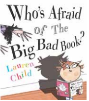 Who's Afraid
Of The
Big Bad Book?
Lauren
Child